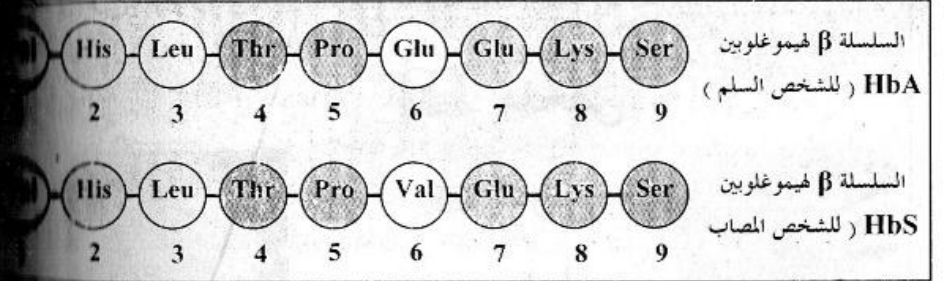 His Leu Thr Pro Glu Glu Lys Ser
2 3 4 5 6 7 8 9
السلسلة β لهيموغلوبين
HbA ( للشخص السلم )
His Leu Thr Pro Val Glu Lys Ser
2 3 4 5 6 7 8 9
السلسلة β لهيموغلوبين
HbS ( للشخص المصاب